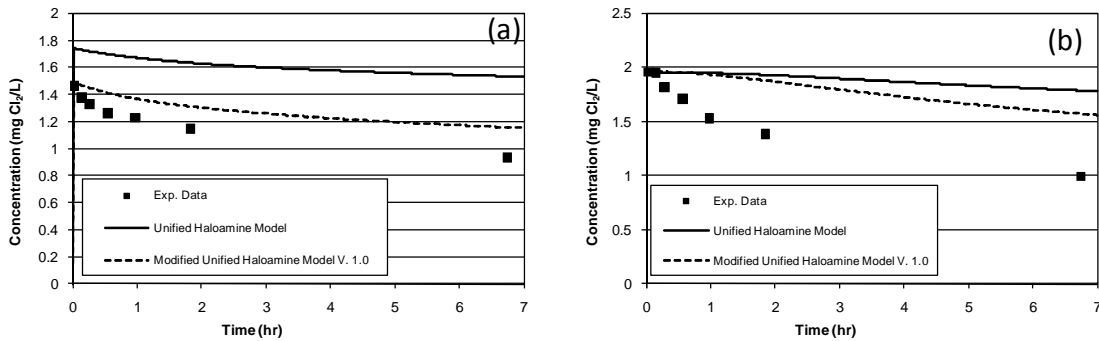 (a)
Concentration (mg Cl₂/L)
2
1.8
1.6
1.4
1.2
1
0.8
0.6
0.4
0.2
0
Exp. Data
Unified Haloamine Model
Modified Unified Haloamine Model V. 1.0
0 1 2 3 4 5 6 7
Time (hr)
(b)
Concentration (mg Cl₂/L)
2.5
2
1.5
1
0.5
0
Exp. Data
Unified Haloamine Model
Modified Unified Haloamine Model V. 1.0
0 1 2 3 4 5 6 7
Time (hr)